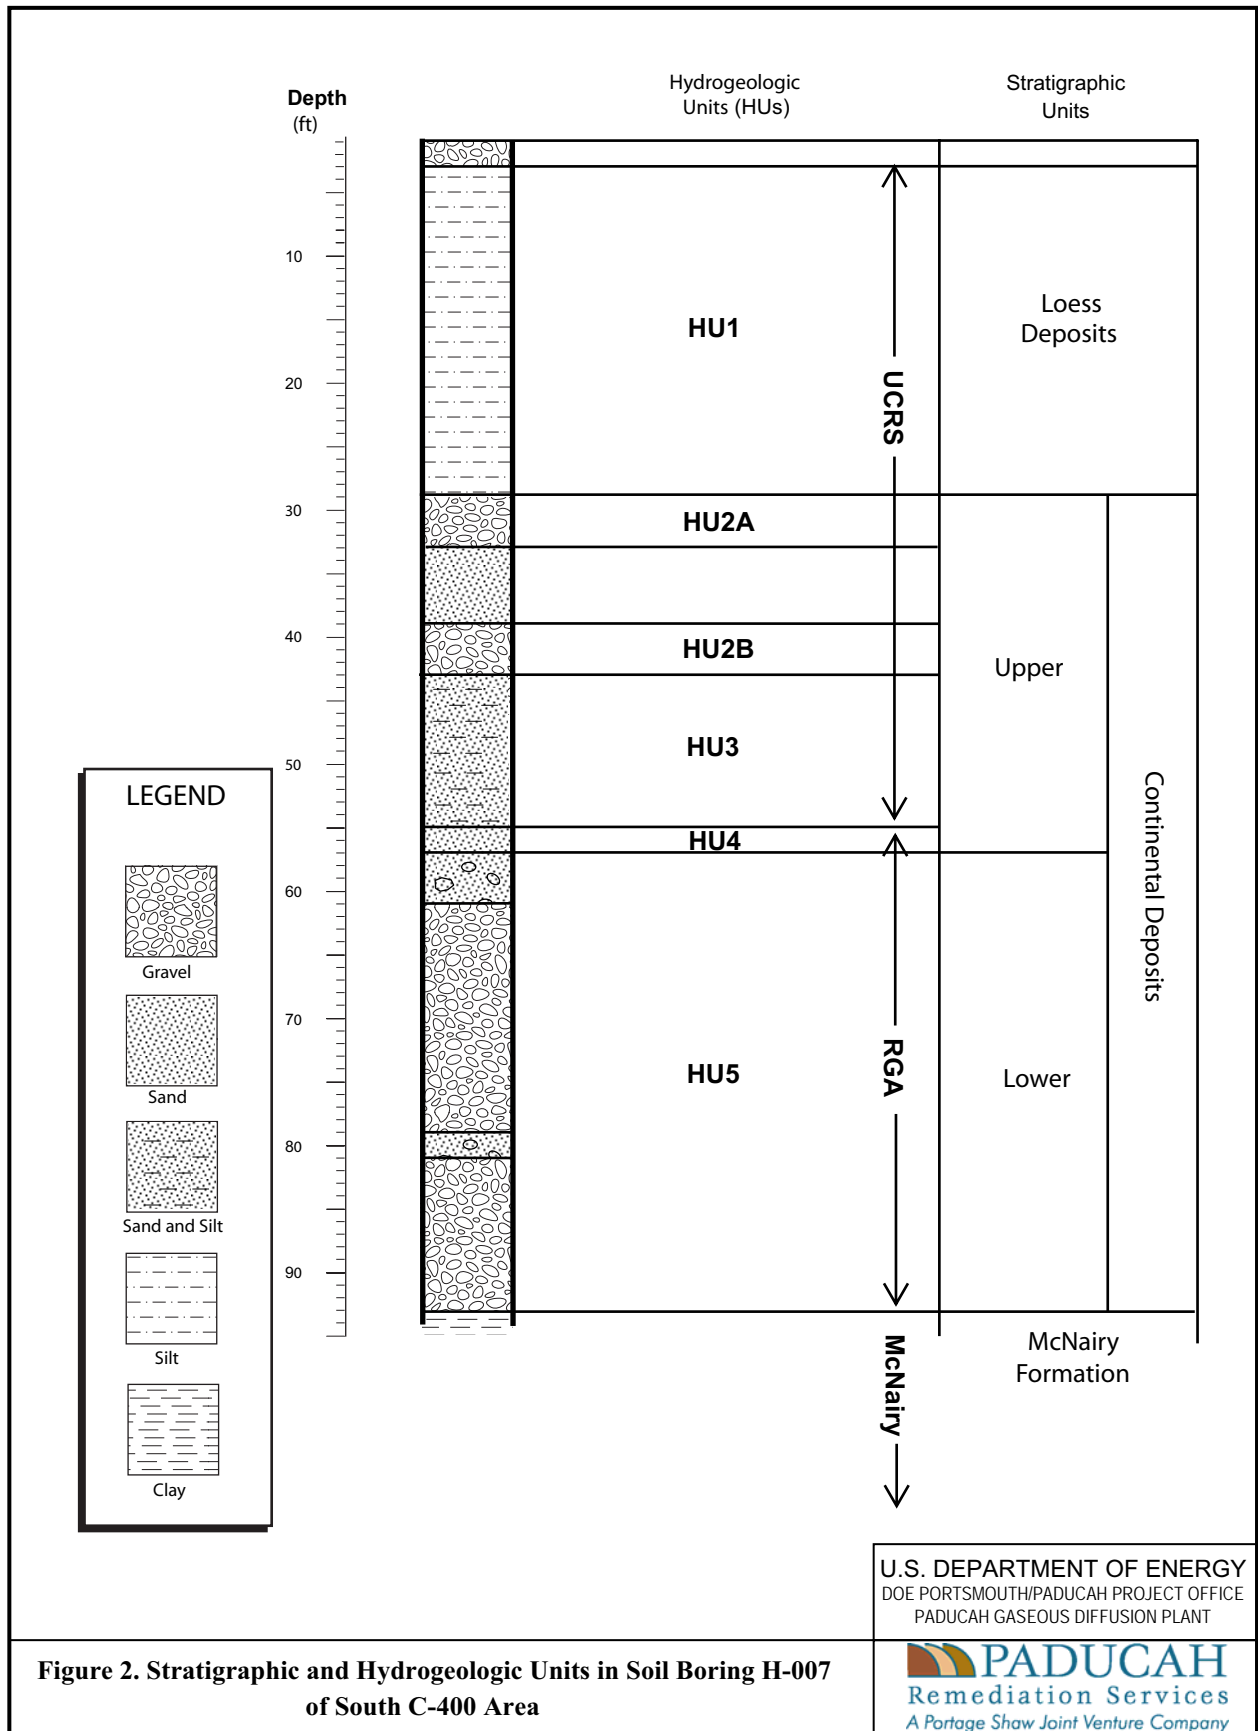 Depth
(ft)
Hydrogeologic
Units (HUs)
Stratigraphic
Units
10
20
30
40
50
60
70
80
90
HU1
HU2A
HU2B
HU3
HU4
HU5
UCRS
RGA
McNairy
Loess
Deposits
Upper
Lower
Continental Deposits
McNairy
Formation
LEGEND
Gravel
Sand
Sand and Silt
Silt
Clay
U.S. DEPARTMENT OF ENERGY
DOE PORTSMOUTH/PADUCAH PROJECT OFFICE
PADUCAH GASEOUS DIFFUSION PLANT
Figure 2. Stratigraphic and Hydrogeologic Units in Soil Boring H-007
of South C-400 Area
PADUCAH
Remediation Services
A Portage Shaw Joint Venture Company